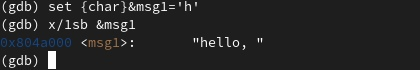 (gdb) set {char}&msg1='h'
(gdb) x/1sb &msg1
0x804a000 <msg1>:        "hello, "
(gdb)